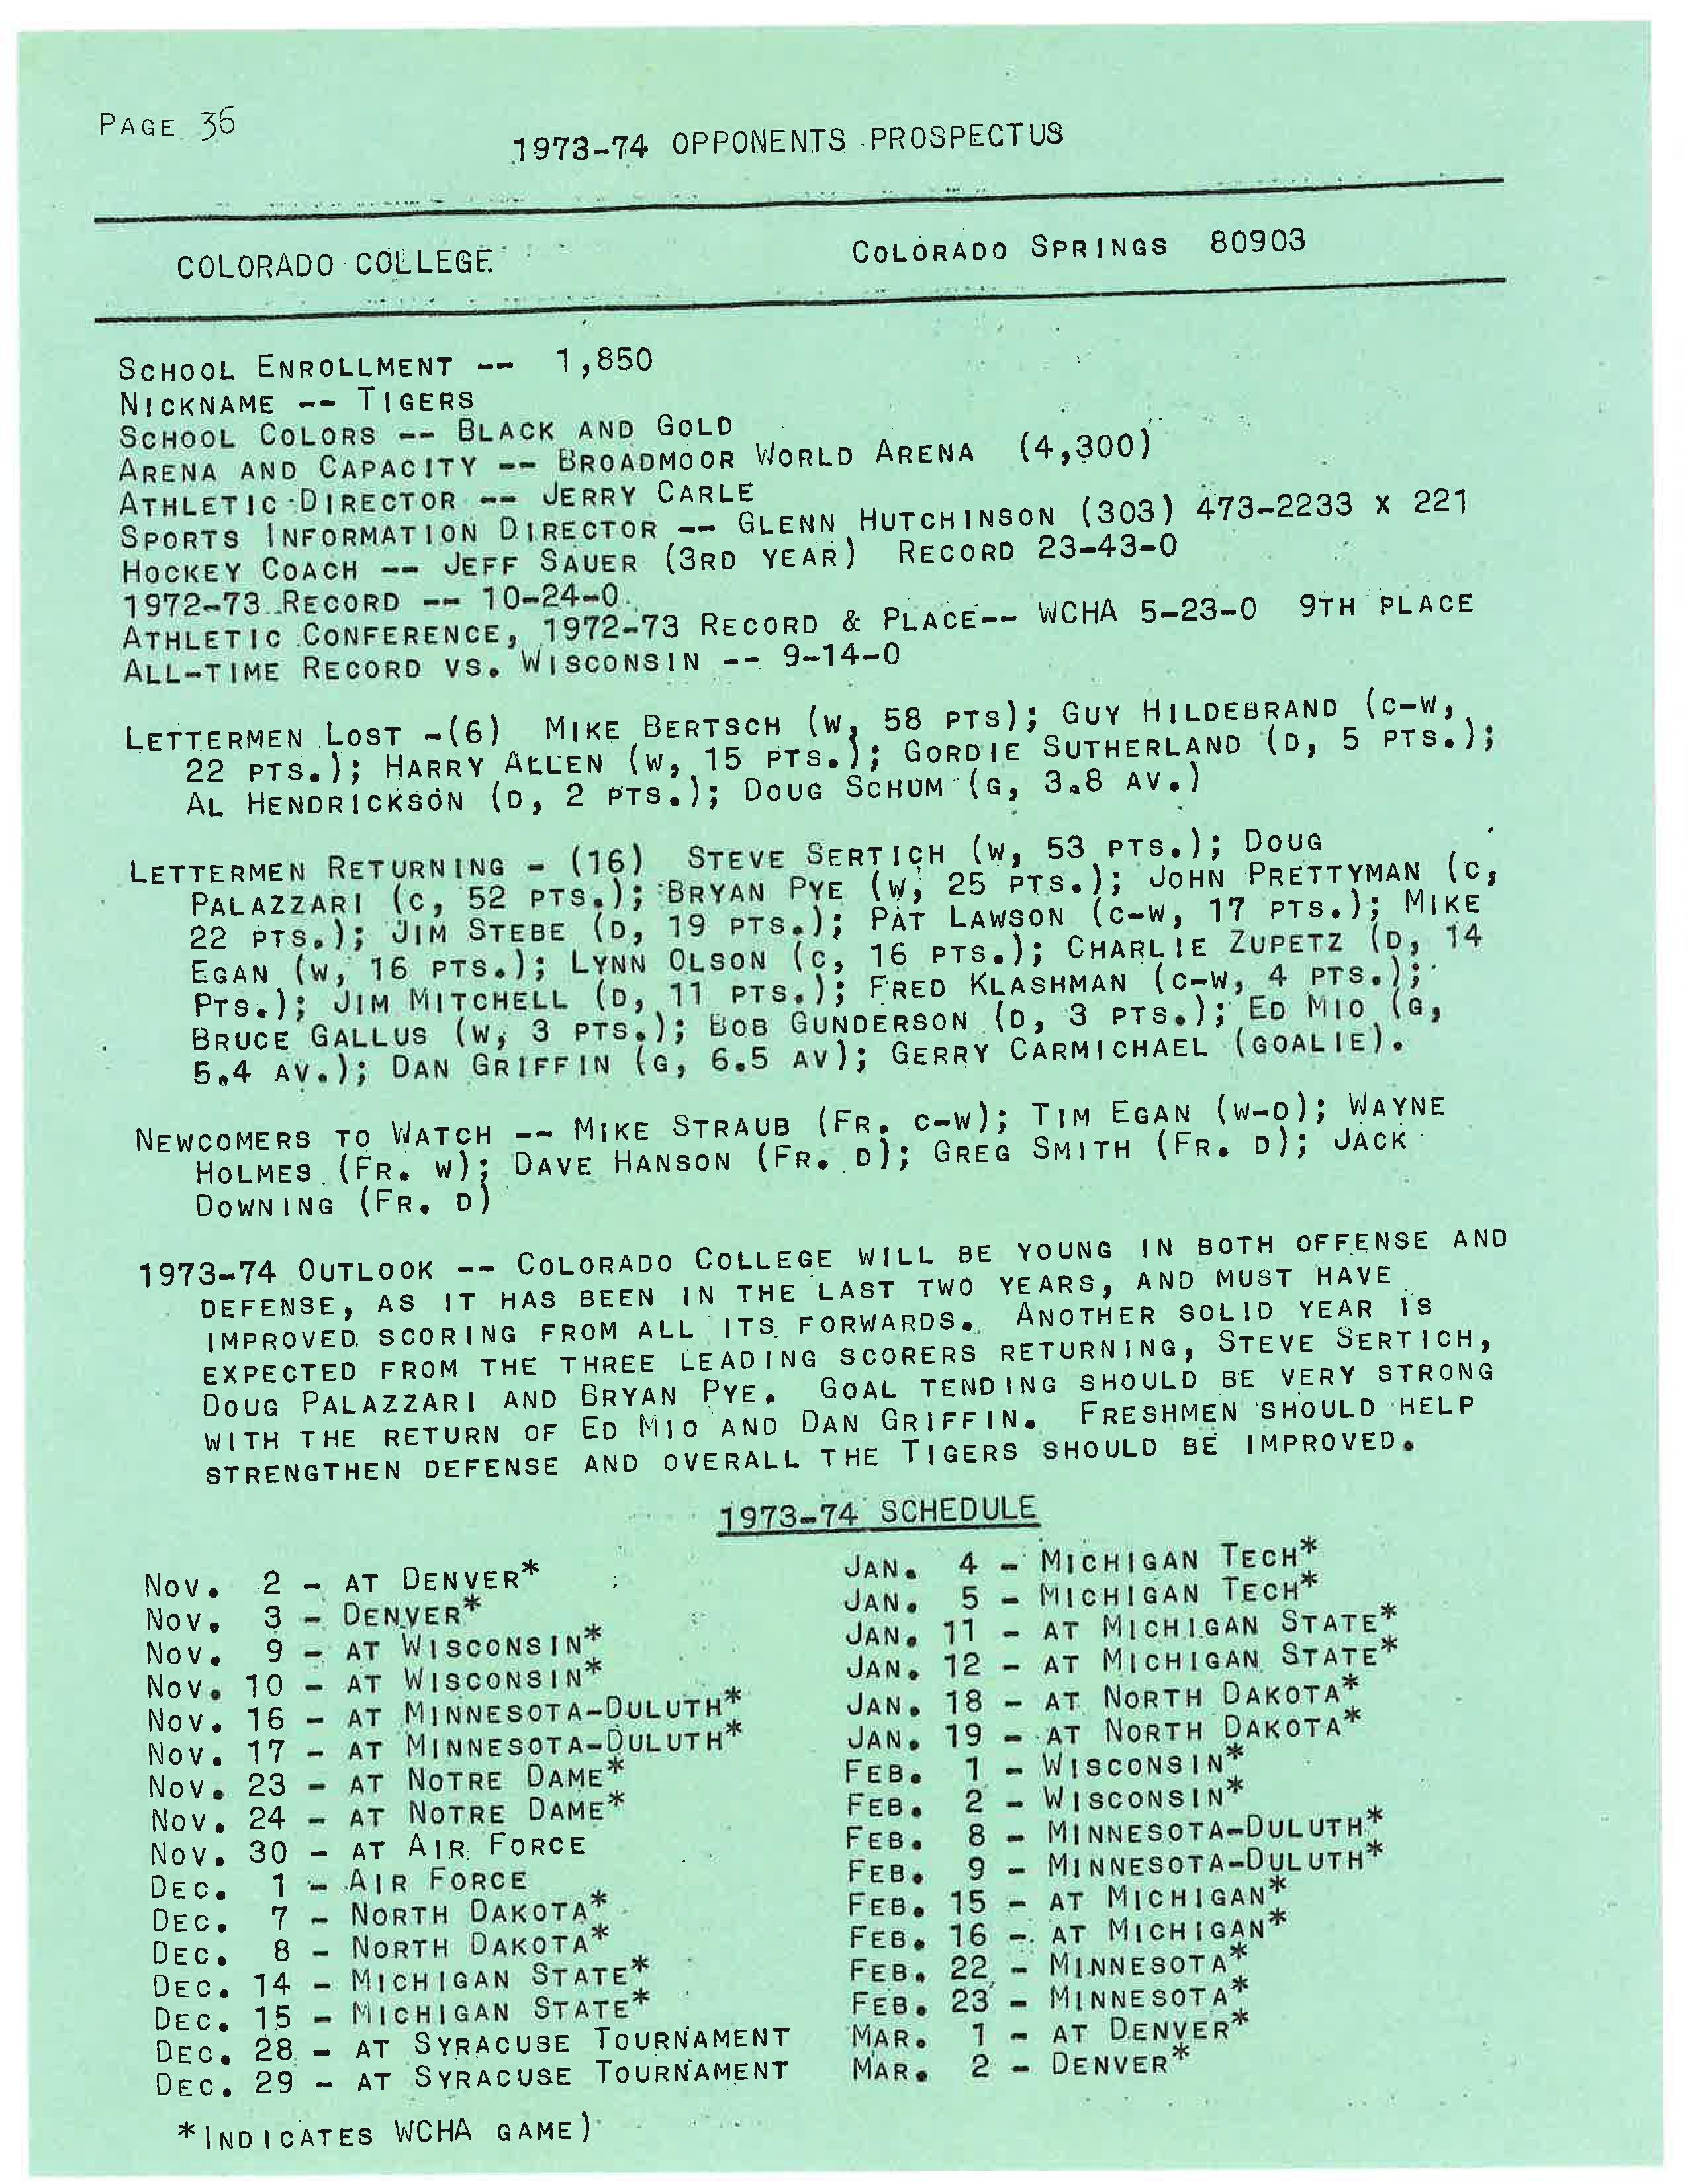 PAGE 36
1973-74 OPPONENTS PROSPECTUS
COLORADO COLLEGE COLORADO SPRINGS 80903
SCHOOL ENROLLMENT -- 1,850
NICKNAME -- TIGERS
SCHOOL COLORS -- BLACK AND GOLD
ARENA AND CAPACITY -- BROADMOOR WORLD ARENA (4,300)
ATHLETIC DIRECTOR -- JERRY CARLE
SPORTS INFORMATION DIRECTOR -- GLENN HUTCHINSON (303) 473-2233 X 221
HOCKEY COACH -- JEFF SAUER (3RD YEAR) RECORD 23-43-0
1972-73 RECORD -- 10-24-0
ATHLETIC CONFERENCE, 1972-73 RECORD & PLACE-- WCHA 5-23-0 9TH PLACE
ALL-TIME RECORD VS. WISCONSIN -- 9-14-0
LETTERMEN LOST -(6) MIKE BERTSCH (W, 58 PTS); GUY HILDEBRAND (C-W,
22 PTS.); HARRY ALLEN (W, 15 PTS.); GORDIE SUTHERLAND (D, 5 PTS.);
AL HENDRICKSON (D, 2 PTS.); DOUG SCHUM (G, 3.8 AV.)
LETTERMEN RETURNING - (16) STEVE SERTICH (W, 53 PTS.); DOUG
PALAZZARI (C, 52 PTS.); BRYAN PYE (W, 25 PTS.); JOHN PRETTYMAN (C,
22 PTS.); JIM STEBE (D, 19 PTS.); PAT LAWSON (C-W, 17 PTS.); MIKE
EGAN (W, 16 PTS.); LYNN OLSON (C, 16 PTS.); CHARLIE ZUPETZ (D, 14
PTS.); JIM MITCHELL (D, 11 PTS.); FRED KLASHMAN (C-W, 4 PTS.);
BRUCE GALLUS (W, 3 PTS.); BOB GUNDERSON (D, 3 PTS.); ED MIO (G,
5.4 AV.); DAN GRIFFIN (G, 6.5 AV); GERRY CARMICHAEL (GOALIE).
NEWCOMERS TO WATCH -- MIKE STRAUB (FR. C-W); TIM EGAN (W-D); WAYNE
HOLMES (FR. W); DAVE HANSON (FR. D); GREG SMITH (FR. D); JACK
DOWNING (FR. D)
1973-74 OUTLOOK -- COLORADO COLLEGE WILL BE YOUNG IN BOTH OFFENSE AND
DEFENSE, AS IT HAS BEEN IN THE LAST TWO YEARS, AND MUST HAVE
IMPROVED SCORING FROM ALL ITS FORWARDS. ANOTHER SOLID YEAR IS
EXPECTED FROM THE THREE LEADING SCORERS RETURNING, STEVE SERTICH,
DOUG PALAZZARI AND BRYAN PYE. GOAL TENDING SHOULD BE VERY STRONG
WITH THE RETURN OF ED MIO AND DAN GRIFFIN. FRESHMEN SHOULD HELP
STRENGTHEN DEFENSE AND OVERALL THE TIGERS SHOULD BE IMPROVED.
1973-74 SCHEDULE
NOV. 2 - AT DENVER*
NOV. 3 - DENVER*
NOV. 9 - AT WISCONSIN*
NOV. 10 - AT WISCONSIN*
NOV. 16 - AT MINNESOTA-DULUTH*
NOV. 17 - AT MINNESOTA-DULUTH*
NOV. 23 - AT NOTRE DAME*
NOV. 24 - AT NOTRE DAME*
NOV. 30 - AT AIR FORCE
DEC. 1 - AIR FORCE
DEC. 7 - NORTH DAKOTA*
DEC. 8 - NORTH DAKOTA*
DEC. 14 - MICHIGAN STATE*
DEC. 15 - MICHIGAN STATE*
DEC. 28 - AT SYRACUSE TOURNAMENT
DEC. 29 - AT SYRACUSE TOURNAMENT
JAN. 4 - MICHIGAN TECH*
JAN. 5 - MICHIGAN TECH*
JAN. 11 - AT MICHIGAN STATE*
JAN. 12 - AT MICHIGAN STATE*
JAN. 18 - AT NORTH DAKOTA*
JAN. 19 - AT NORTH DAKOTA*
FEB. 1 - WISCONSIN*
FEB. 2 - WISCONSIN*
FEB. 8 - MINNESOTA-DULUTH*
FEB. 9 - MINNESOTA-DULUTH*
FEB. 15 - AT MICHIGAN*
FEB. 16 - AT MICHIGAN*
FEB. 22 - MINNESOTA*
FEB. 23 - MINNESOTA*
MAR. 1 - AT DENVER*
MAR. 2 - DENVER*
*INDICATES WCHA GAME)